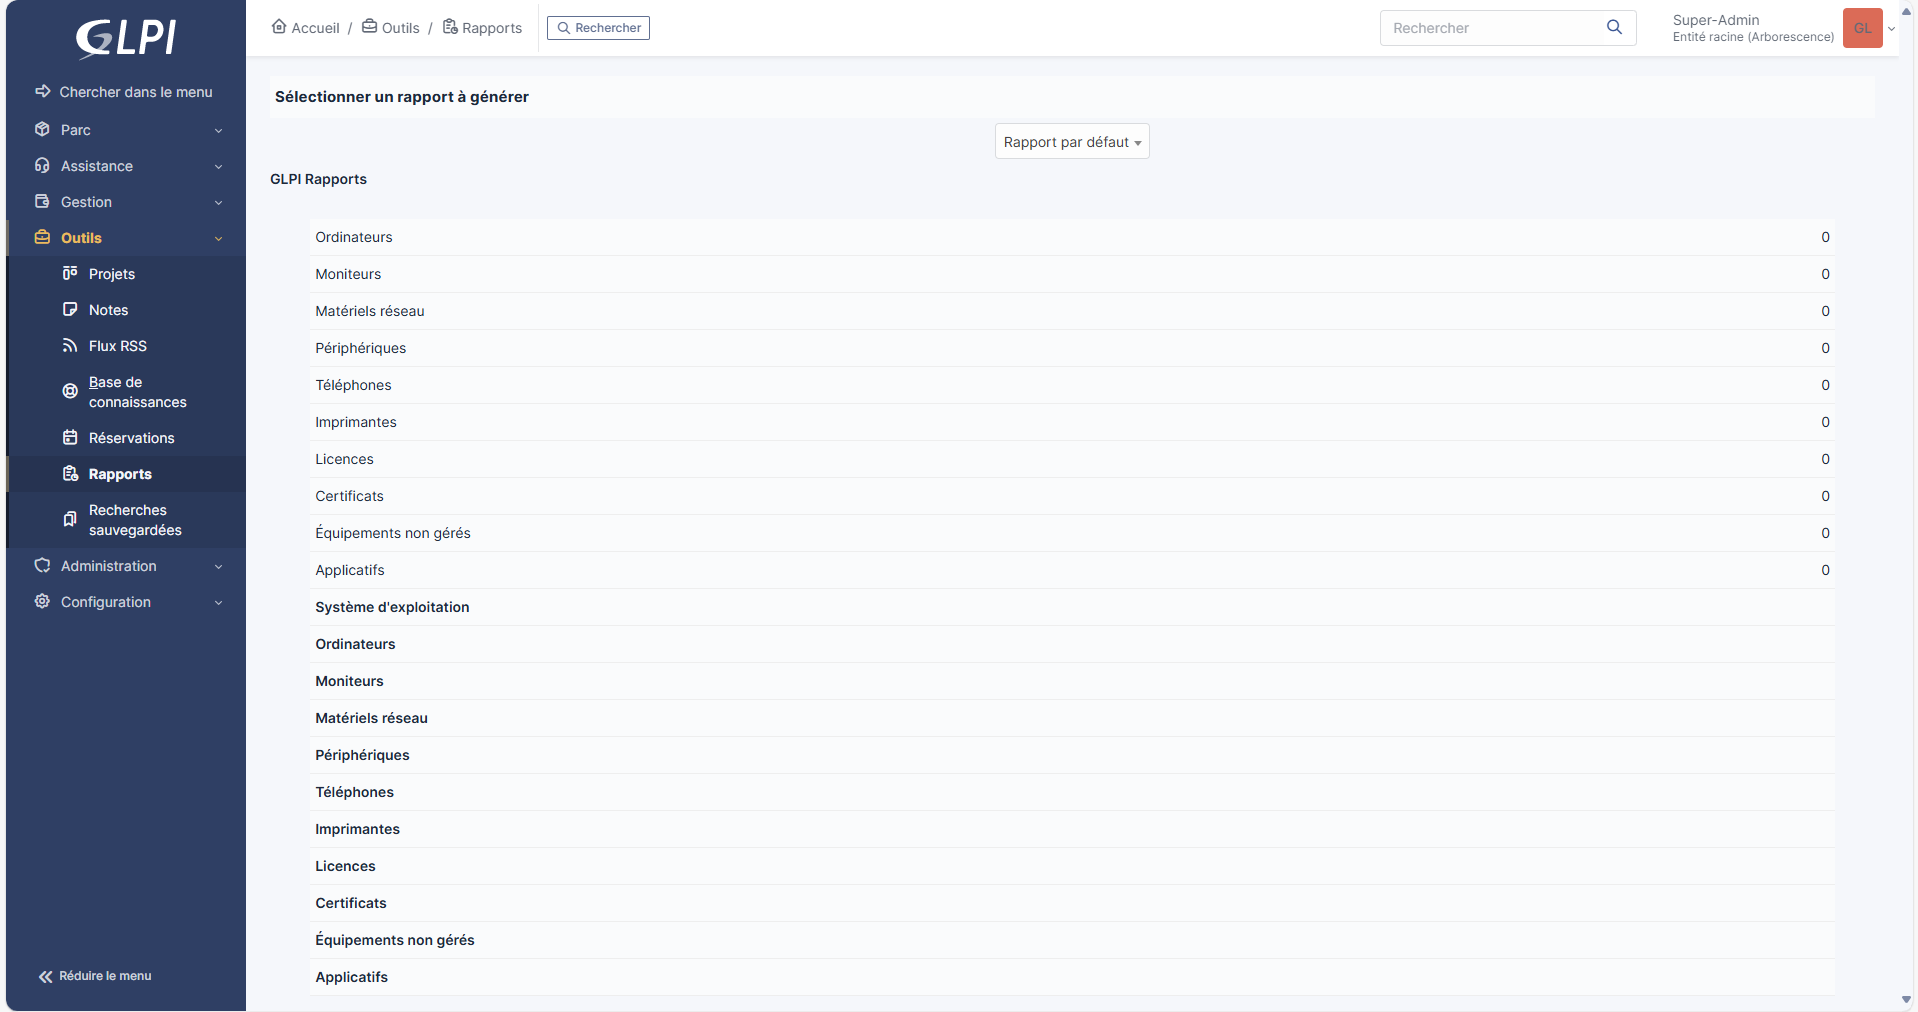 GLPI
Chercher dans le menu
Parc
Assistance
Gestion
Outils
Projets
Notes
Flux RSS
Base de
connaissances
Réservations
Rapports
Recherches
sauvegardées
Administration
Configuration
Réduire le menu
Accueil / Outils / Rapports
Rechercher
Rechercher
Super-Admin
Entité racine (Arborescence)
GL
Sélectionner un rapport à générer
Rapport par défaut
GLPI Rapports
Ordinateurs 0
Moniteurs 0
Matériels réseau 0
Périphériques 0
Téléphones 0
Imprimantes 0
Licences 0
Certificats 0
Équipements non gérés 0
Applicatifs 0
Système d'exploitation
Ordinateurs
Moniteurs
Matériels réseau
Périphériques
Téléphones
Imprimantes
Licences
Certificats
Équipements non gérés
Applicatifs